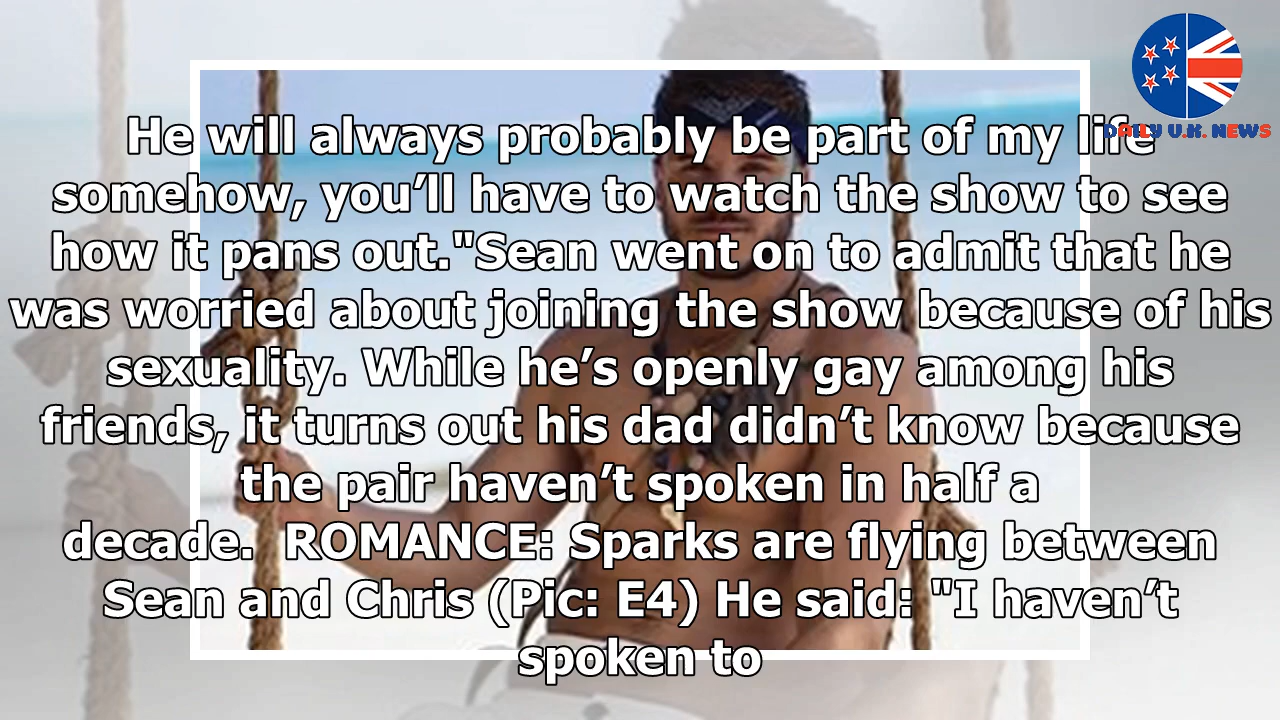 DAILY U.K. NEWS
He will always probably be part of my life
somehow, you’ll have to watch the show to see
how it pans out."Sean went on to admit that he
was worried about joining the show because of his
sexuality. While he’s openly gay among his
friends, it turns out his dad didn’t know because
the pair haven’t spoken in half a
decade.  ROMANCE: Sparks are flying between
Sean and Chris (Pic: E4) He said: "I haven’t
spoken to